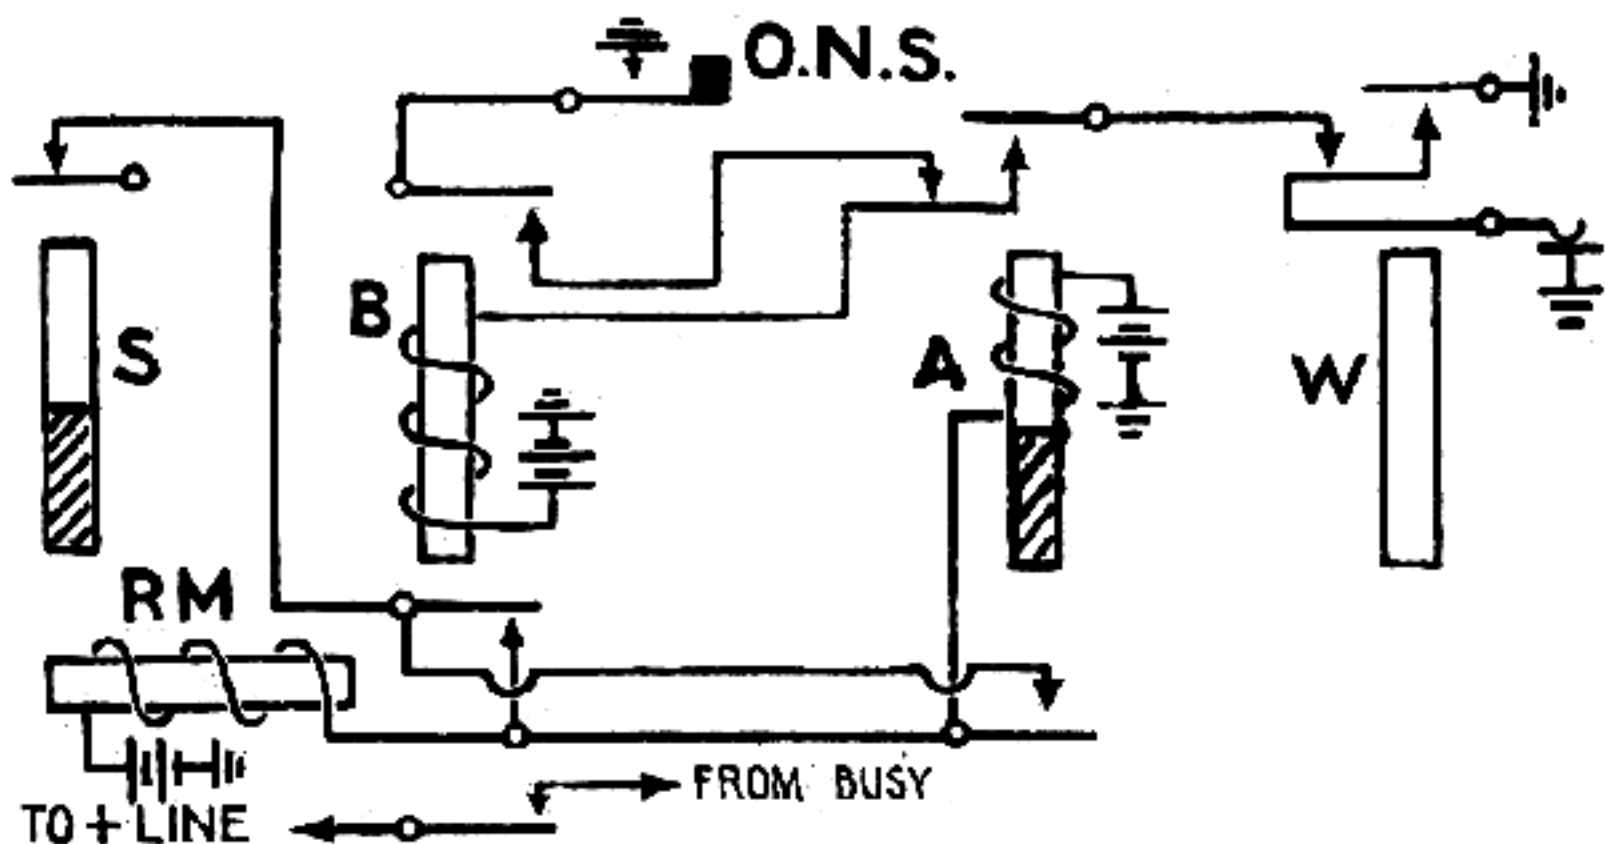 O.N.S.
S
B
A
W
RM
FROM BUSY
TO + LINE